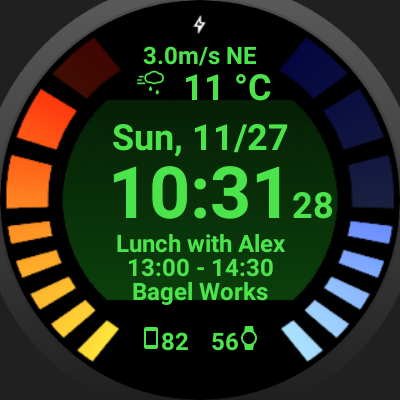 3.0m/s NE
11 °C
Sun, 11/27
10:31 28
Lunch with Alex
13:00 - 14:30
Bagel Works
82 56